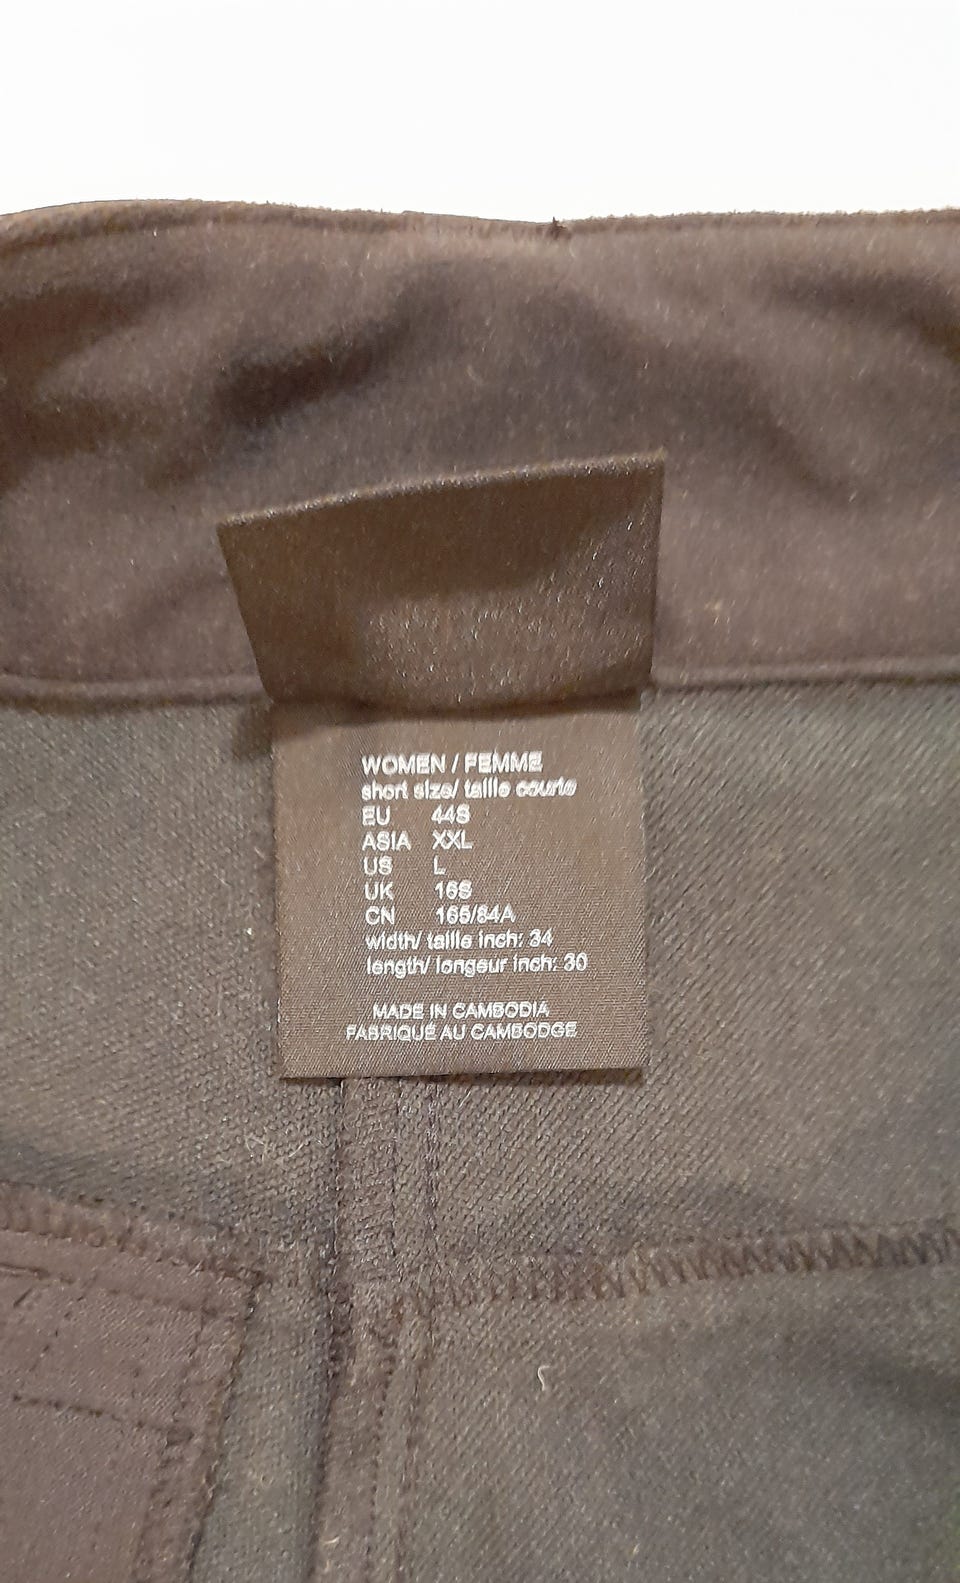 WOMEN / FEMME
short size/ taille courte
EU 44S
ASIA XXL
US L
UK 16S
CN 165/84A
width/ taille inch: 34
length/ longeur inch: 30
MADE IN CAMBODIA
FABRIQUÉ AU CAMBODGE